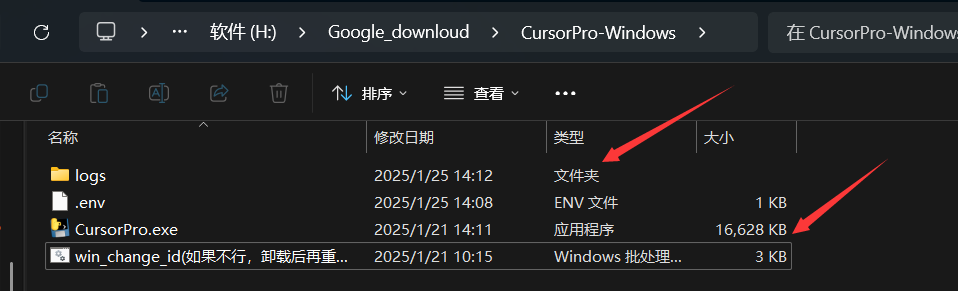 软件 (H:) Google_downloud CursorPro-Windows 在 CursorPro-Window
排序 查看
名称 修改日期 类型 大小
logs 2025/1/25 14:12 文件夹
.env 2025/1/25 14:08 ENV 文件 1 KB
CursorPro.exe 2025/1/21 14:11 应用程序 16,628 KB
win_change_id(如果不行，卸载后再重... 2025/1/21 10:15 Windows 批处理... 3 KB